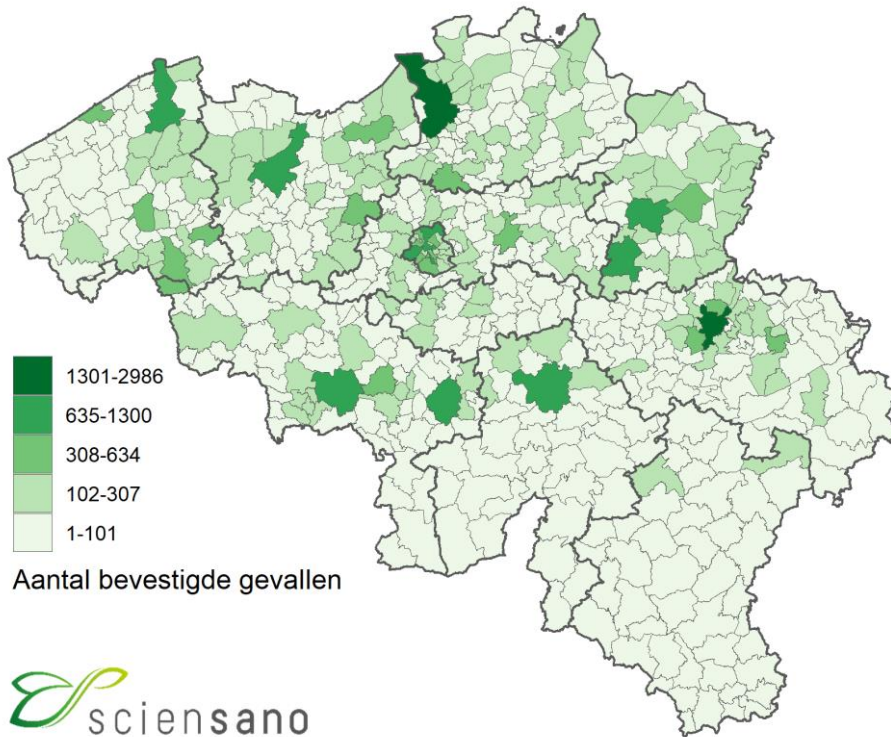 1301-2986
635-1300
308-634
102-307
1-101
Aantal bevestigde gevallen
sciensano